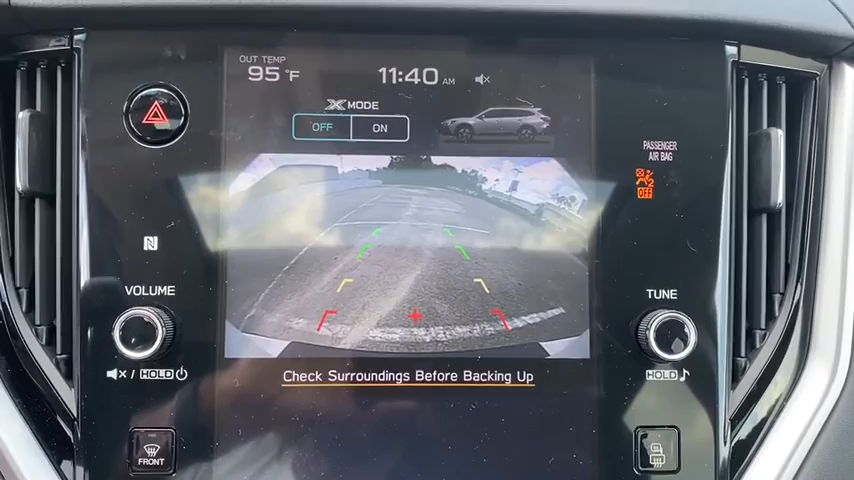 OUT TEMP
95°F
11:40 AM
X MODE
OFF
ON
PASSENGER
AIR BAG
2
OFF
N
VOLUME
TUNE
/ HOLD
HOLD
Check Surroundings Before Backing Up
FRONT